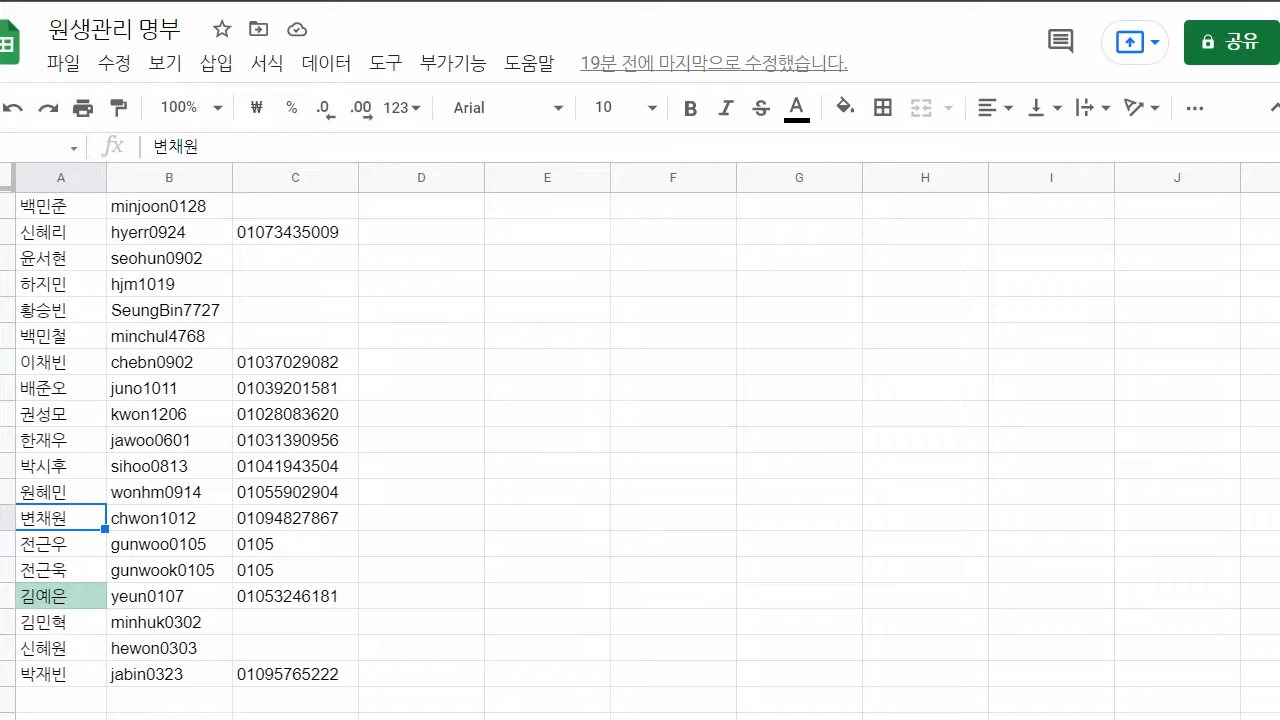 원생관리 명부
파일 수정 보기 삽입 서식 데이터 도구 부가기능 도움말 19분 전에 마지막으로 수정했습니다.
공유
100% ₩ % .0 .00 123 Arial 10 B I S A
fx 변채원
A B C D E F G H I J
백민준 minjoon0128
신혜리 hyerr0924 01073435009
윤서현 seohun0902
하지민 hjm1019
황승빈 SeungBin7727
백민철 minchul4768
이채빈 chebn0902 01037029082
배준오 juno1011 01039201581
권성모 kwon1206 01028083620
한재우 jawoo0601 01031390956
박시후 sihoo0813 01041943504
원혜민 wonhm0914 01055902904
변채원 chwon1012 01094827867
전근우 gunwoo0105 0105
전근욱 gunwook0105 0105
김예은 yeun0107 01053246181
김민혁 minhuk0302
신혜원 hewon0303
박재빈 jabin0323 01095765222